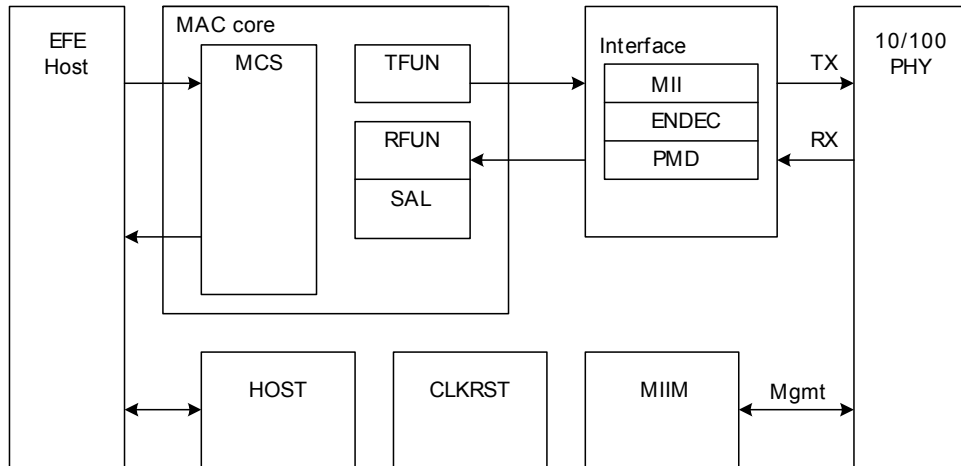 EFE
Host
MAC core
MCS
TFUN
RFUN
SAL
Interface
MII
ENDEC
PMD
TX
RX
10/100
PHY
HOST
CLKRST
MIIM
Mgmt